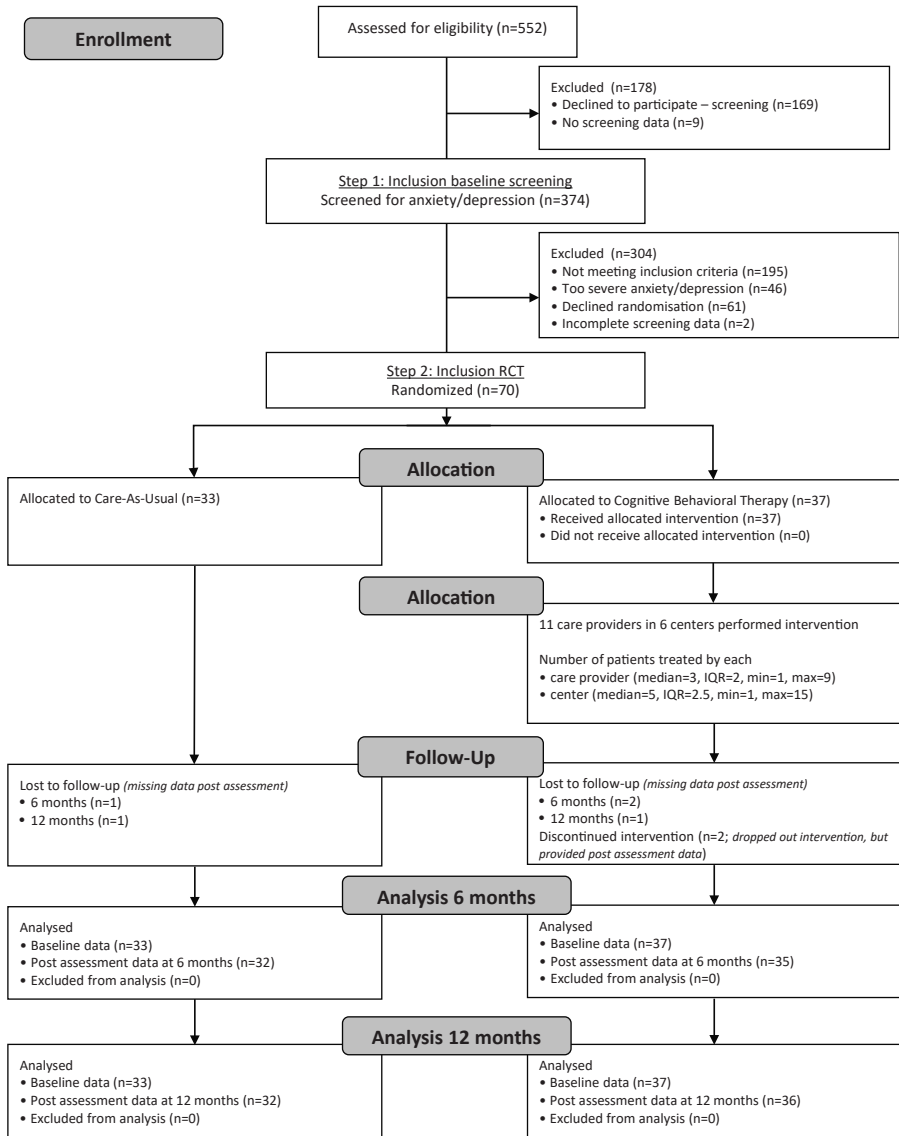 Enrollment
Assessed for eligibility (n=552)
Excluded (n=178)
• Declined to participate – screening (n=169)
• No screening data (n=9)
Step 1: Inclusion baseline screening
Screened for anxiety/depression (n=374)
Excluded (n=304)
• Not meeting inclusion criteria (n=195)
• Too severe anxiety/depression (n=46)
• Declined randomisation (n=61)
• Incomplete screening data (n=2)
Step 2: Inclusion RCT
Randomized (n=70)
Allocation
Allocated to Care-As-Usual (n=33)
Allocated to Cognitive Behavioral Therapy (n=37)
• Received allocated intervention (n=37)
• Did not receive allocated intervention (n=0)
Allocation
11 care providers in 6 centers performed intervention
Number of patients treated by each
• care provider (median=3, IQR=2, min=1, max=9)
• center (median=5, IQR=2.5, min=1, max=15)
Follow-Up
Lost to follow-up (missing data post assessment)
• 6 months (n=1)
• 12 months (n=1)
Lost to follow-up (missing data post assessment)
• 6 months (n=2)
• 12 months (n=1)
Discontinued intervention (n=2; dropped out intervention, but
provided post assessment data)
Analysis 6 months
Analysed
• Baseline data (n=33)
• Post assessment data at 6 months (n=32)
• Excluded from analysis (n=0)
Analysed
• Baseline data (n=37)
• Post assessment data at 6 months (n=35)
• Excluded from analysis (n=0)
Analysis 12 months
Analysed
• Baseline data (n=33)
• Post assessment data at 12 months (n=32)
• Excluded from analysis (n=0)
Analysed
• Baseline data (n=37)
• Post assessment data at 12 months (n=36)
• Excluded from analysis (n=0)